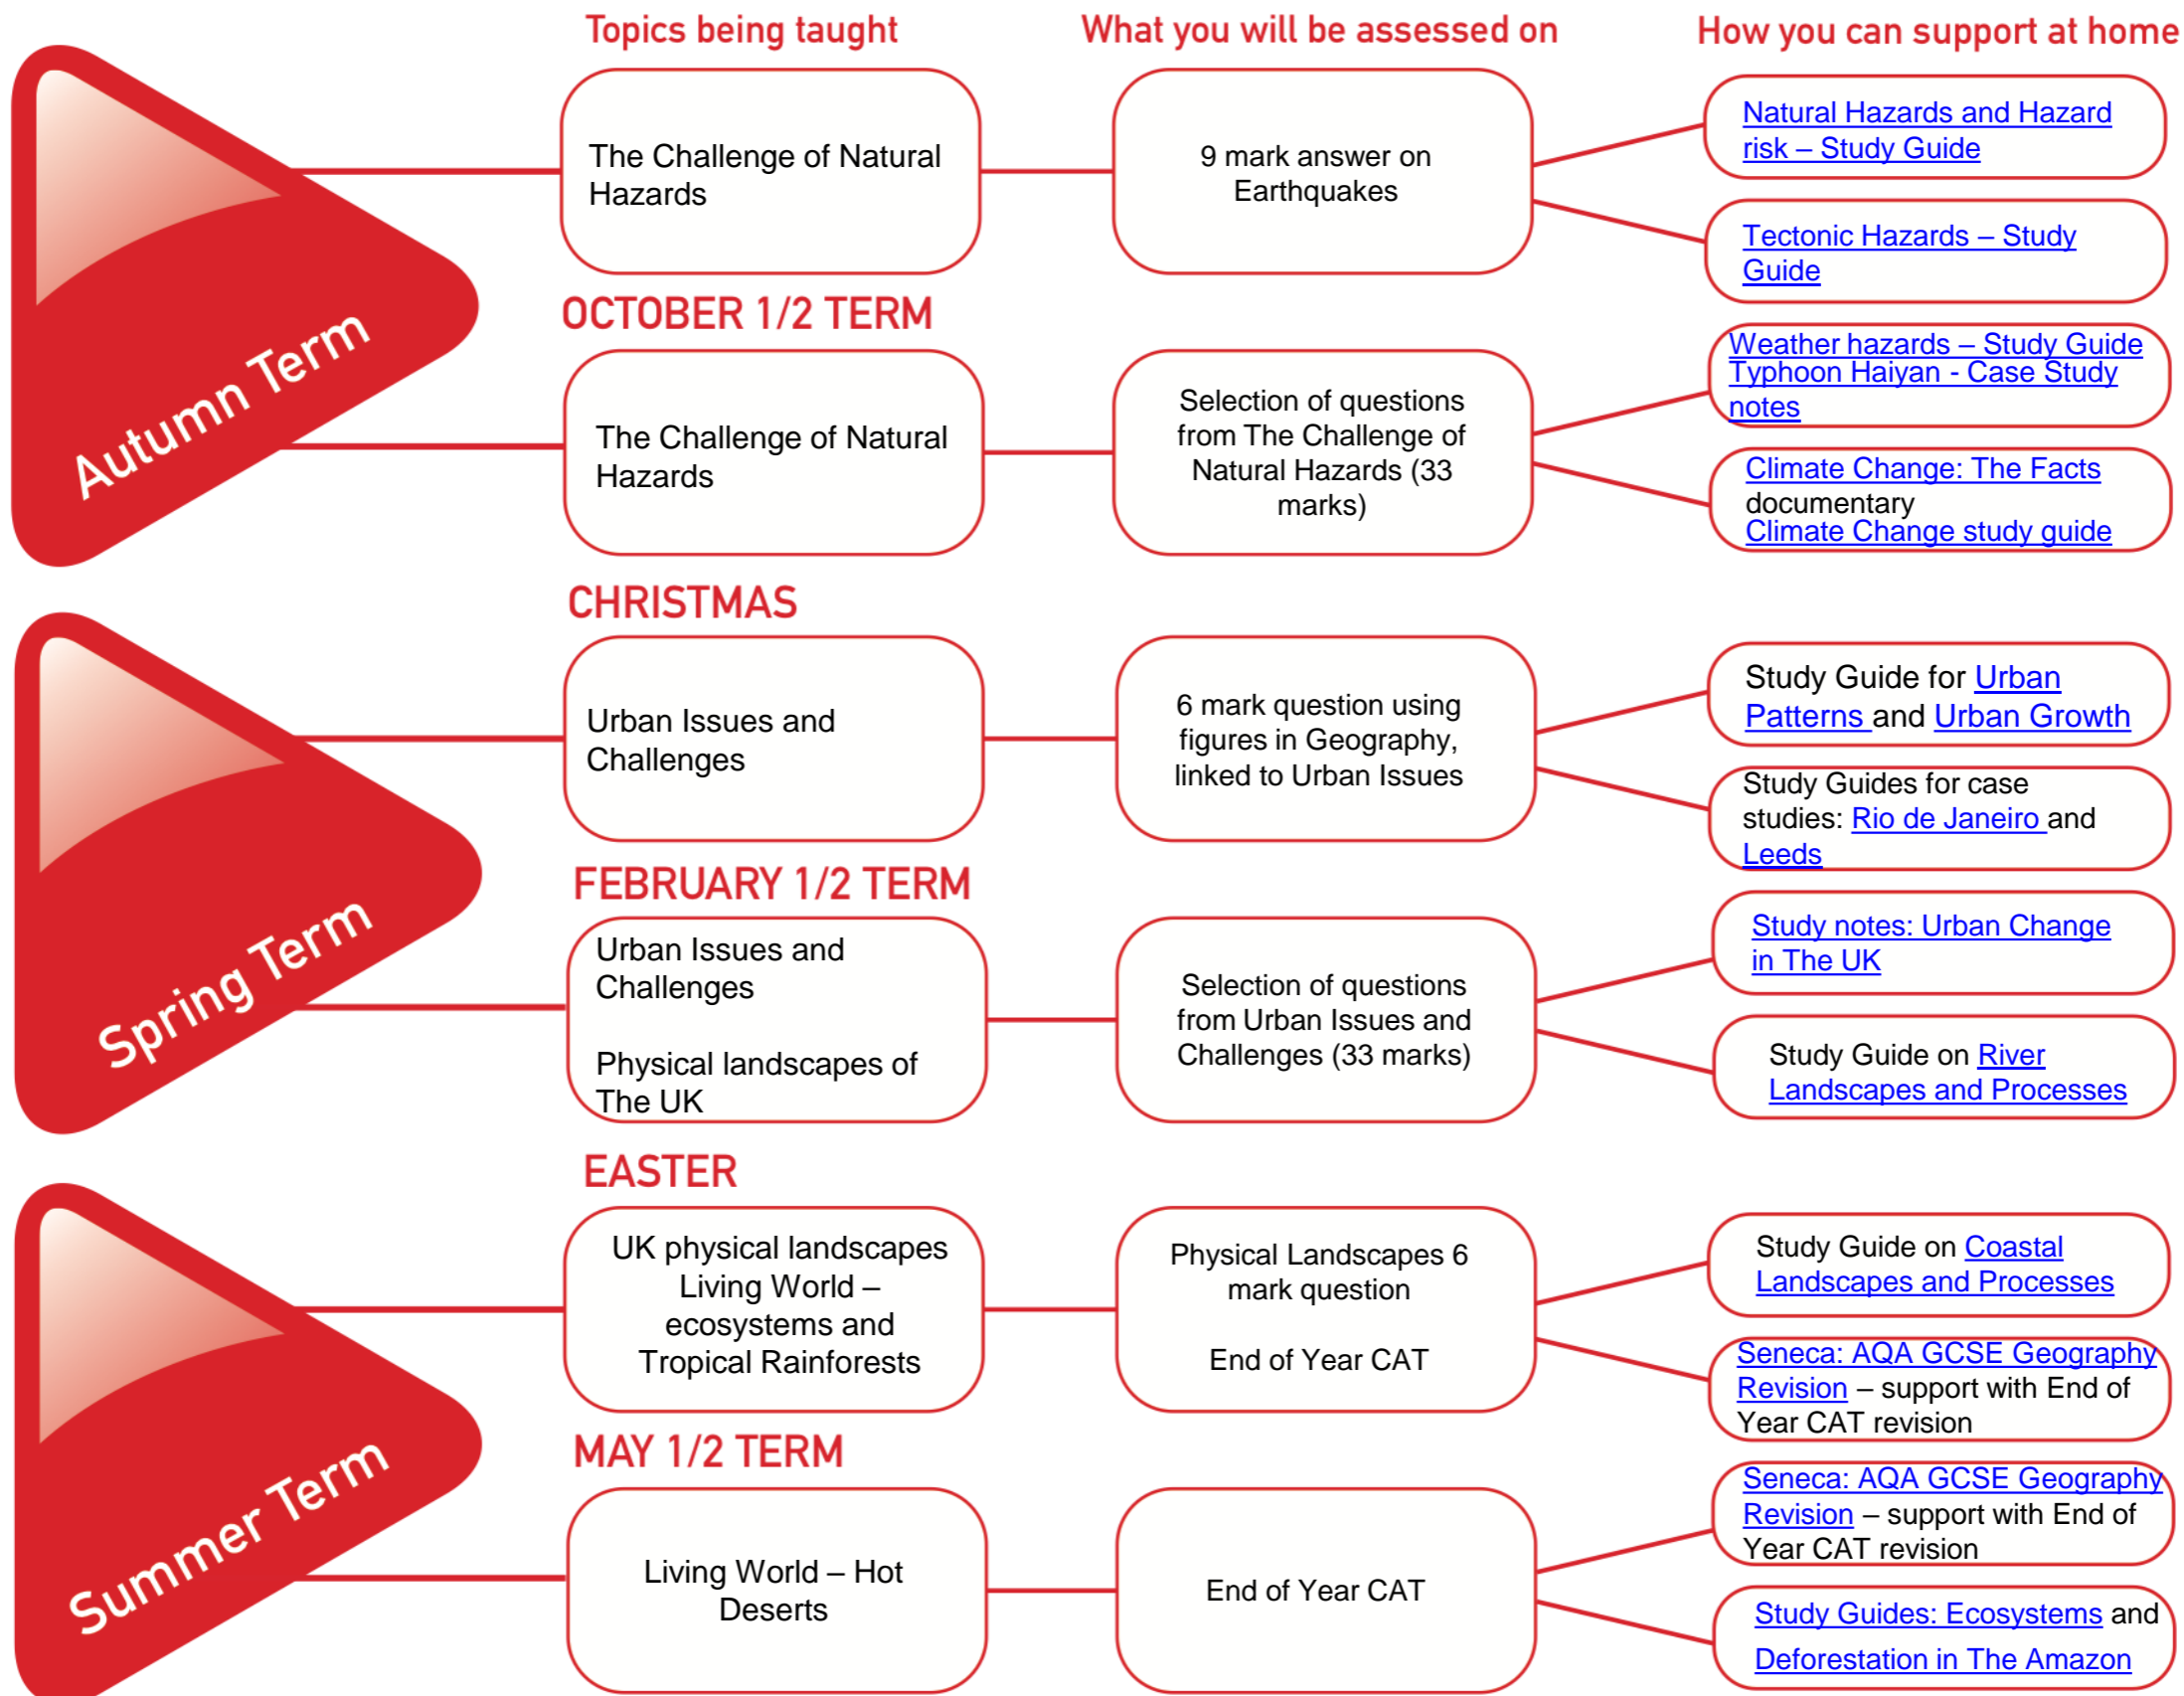 Topics being taught
What you will be assessed on
How you can support at home
Autumn Term
The Challenge of Natural
Hazards
9 mark answer on
Earthquakes
Natural Hazards and Hazard
risk – Study Guide
Tectonic Hazards – Study
Guide
OCTOBER 1/2 TERM
The Challenge of Natural
Hazards
Selection of questions
from The Challenge of
Natural Hazards (33
marks)
Weather hazards – Study Guide
Typhoon Haiyan - Case Study
notes
Climate Change: The Facts
documentary
Climate Change study guide
CHRISTMAS
Spring Term
Urban Issues and
Challenges
6 mark question using
figures in Geography,
linked to Urban Issues
Study Guide for Urban
Patterns and Urban Growth
Study Guides for case
studies: Rio de Janeiro and
Leeds
FEBRUARY 1/2 TERM
Urban Issues and
Challenges
Physical landscapes of
The UK
Selection of questions
from Urban Issues and
Challenges (33 marks)
Study notes: Urban Change
in The UK
Study Guide on River
Landscapes and Processes
EASTER
Summer Term
UK physical landscapes
Living World –
ecosystems and
Tropical Rainforests
Physical Landscapes 6
mark question
End of Year CAT
Study Guide on Coastal
Landscapes and Processes
Seneca: AQA GCSE Geography
Revision – support with End of
Year CAT revision
MAY 1/2 TERM
Living World – Hot
Deserts
End of Year CAT
Seneca: AQA GCSE Geography
Revision – support with End of
Year CAT revision
Study Guides: Ecosystems and
Deforestation in The Amazon